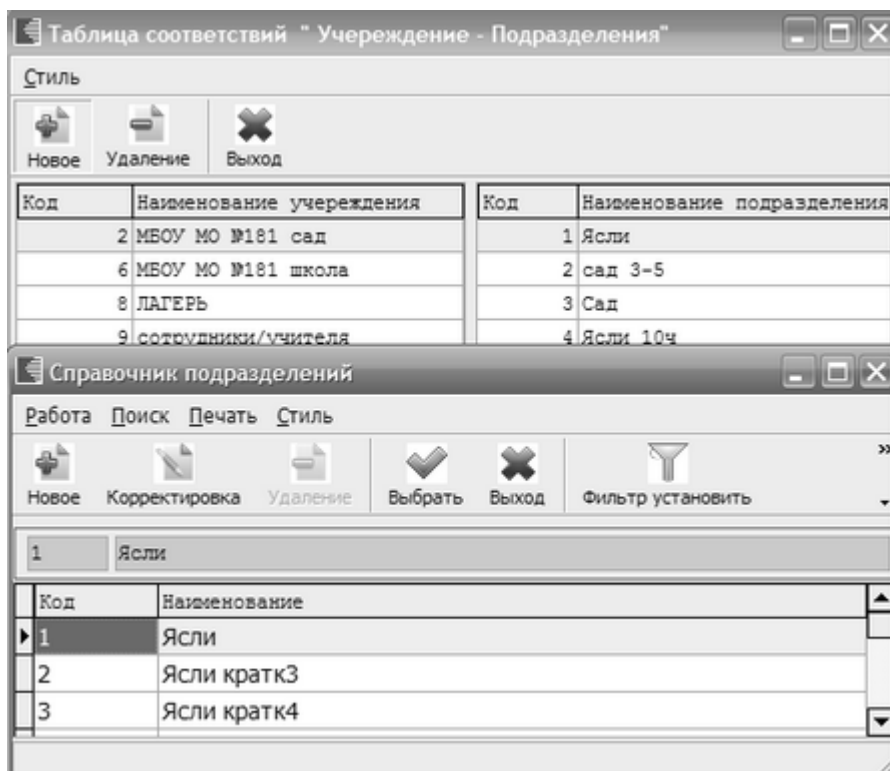 Таблица соответствий " Учереждение - Подразделения"
Стиль
Новое Удаление Выход
Код Наименование учереждения Код Наименование подразделения
2 МБОУ МО №181 сад 1 Ясли
6 МБОУ МО №181 школа 2 сад 3-5
8 ЛАГЕРЬ 3 Сад
9 сотрудники/учителя 4 Ясли 10ч
Справочник подразделений
Работа Поиск Печать Стиль
Новое Корректировка Удаление Выбрать Выход Фильтр установить
1 Ясли
Код Наименование
1 Ясли
2 Ясли кратк3
3 Ясли кратк4